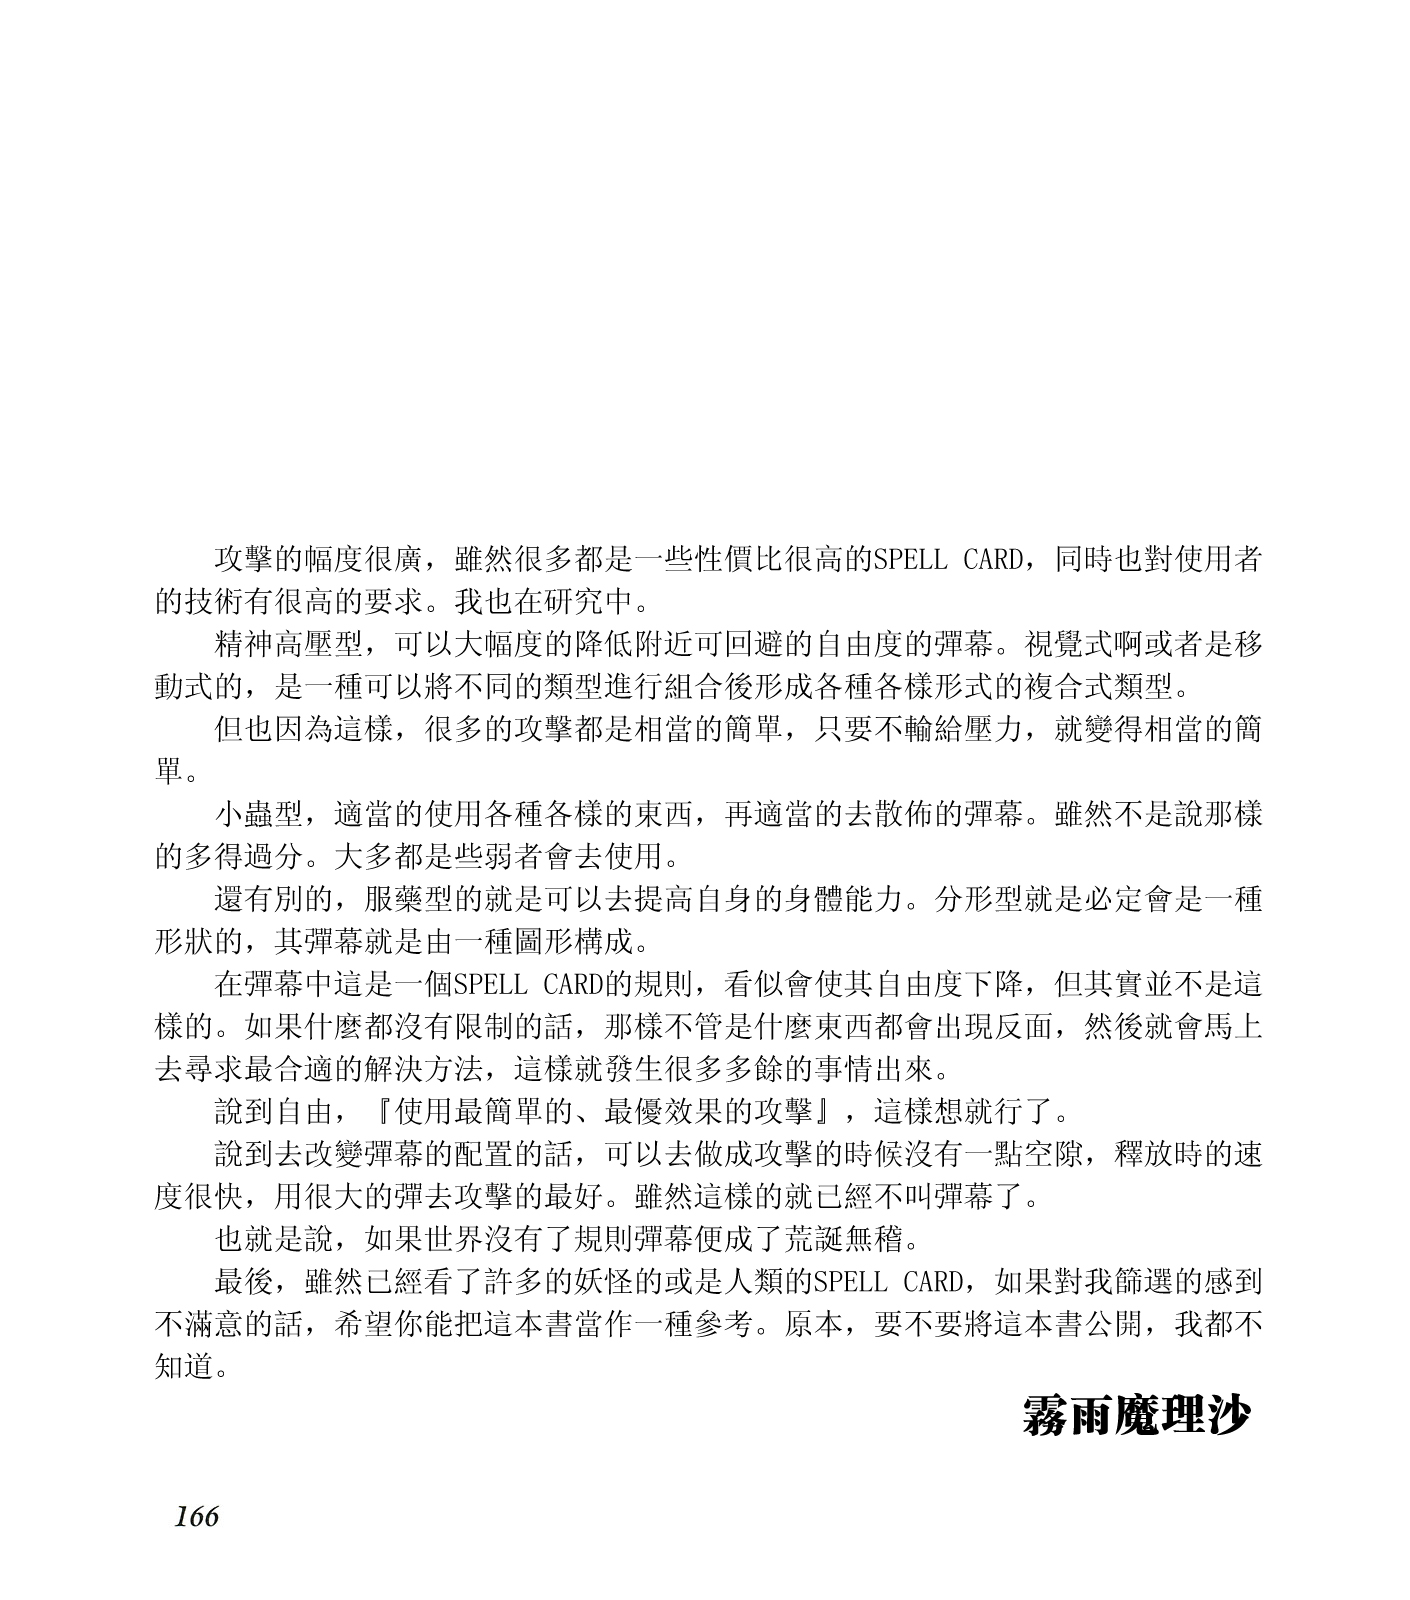 攻擊的幅度很廣，雖然很多都是一些性價比很高的SPELL CARD，同時也對使用者
的技術有很高的要求。我也在研究中。
精神高壓型，可以大幅度的降低附近可回避的自由度的彈幕。視覺式啊或者是移
動式的，是一種可以將不同的類型進行組合後形成各種各樣形式的複合式類型。
但也因為這樣，很多的攻擊都是相當的簡單，只要不輸給壓力，就變得相當的簡
單。
小蟲型，適當的使用各種各樣的東西，再適當的去散佈的彈幕。雖然不是說那樣
的多得過分。大多都是些弱者會去使用。
還有別的，服藥型的就是可以去提高自身的身體能力。分形型就是必定會是一種
形狀的，其彈幕就是由一種圖形構成。
在彈幕中這是一個SPELL CARD的規則，看似會使其自由度下降，但其實並不是這
樣的。如果什麼都沒有限制的話，那樣不管是什麼東西都會出現反面，然後就會馬上
去尋求最合適的解決方法，這樣就發生很多多餘的事情出來。
說到自由，『使用最簡單的、最優效果的攻擊』，這樣想就行了。
說到去改變彈幕的配置的話，可以去做成攻擊的時候沒有一點空隙，釋放時的速
度很快，用很大的彈去攻擊的最好。雖然這樣的就已經不叫彈幕了。
也就是說，如果世界沒有了規則彈幕便成了荒誕無稽。
最後，雖然已經看了許多的妖怪的或是人類的SPELL CARD，如果對我篩選的感到
不滿意的話，希望你能把這本書當作一種參考。原本，要不要將這本書公開，我都不
知道。
霧雨魔理沙
166